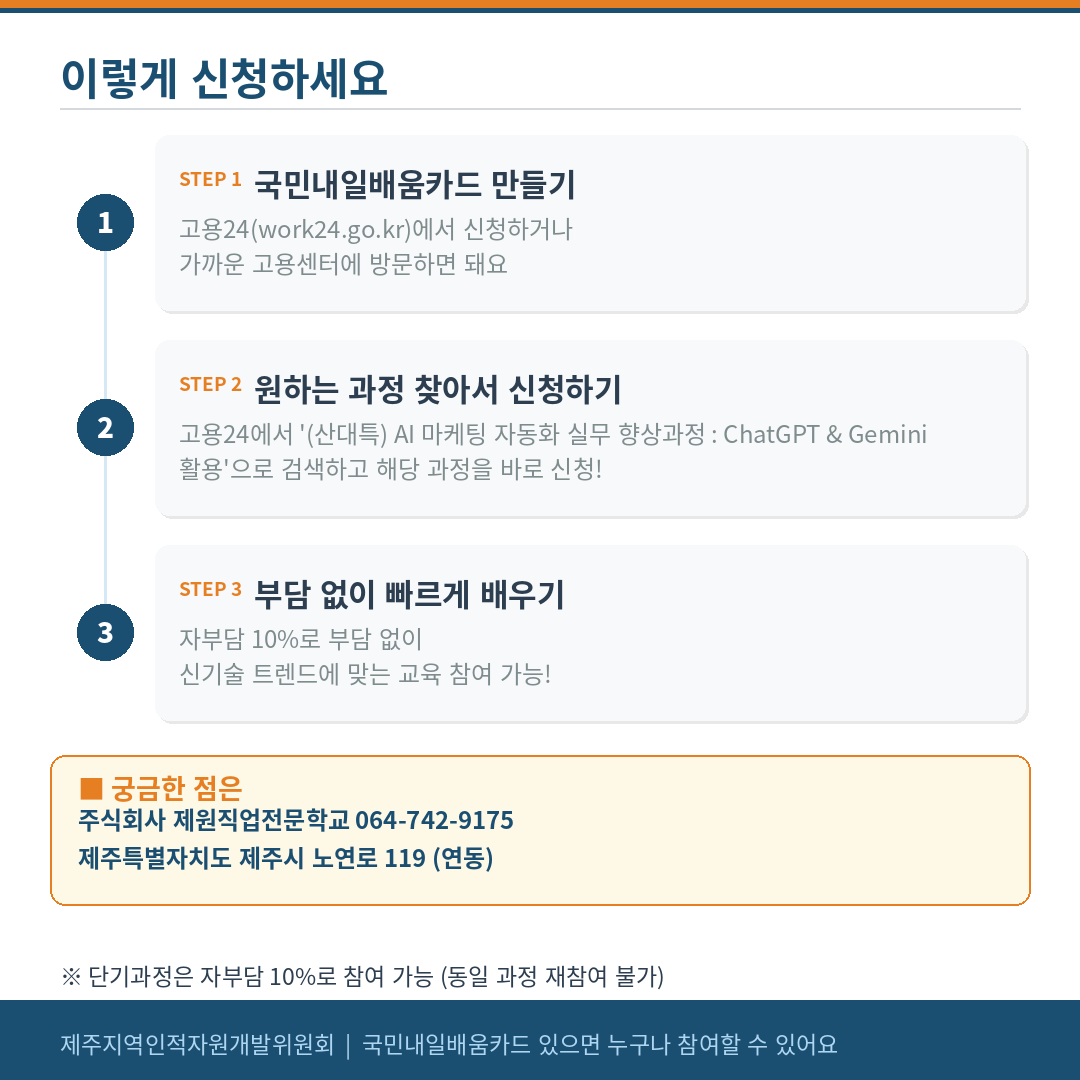 이렇게 신청하세요
1
STEP 1 국민내일배움카드 만들기
고용24(work24.go.kr)에서 신청하거나
가까운 고용센터에 방문하면 돼요
2
STEP 2 원하는 과정 찾아서 신청하기
고용24에서 '(산대특) AI 마케팅 자동화 실무 향상과정 : ChatGPT & Gemini
활용'으로 검색하고 해당 과정을 바로 신청!
3
STEP 3 부담 없이 빠르게 배우기
자부담 10%로 부담 없이
신기술 트렌드에 맞는 교육 참여 가능!
■ 궁금한 점은
주식회사 제원직업전문학교 064-742-9175
제주특별자치도 제주시 노연로 119 (연동)
※ 단기과정은 자부담 10%로 참여 가능 (동일 과정 재참여 불가)
제주지역인적자원개발위원회 | 국민내일배움카드 있으면 누구나 참여할 수 있어요